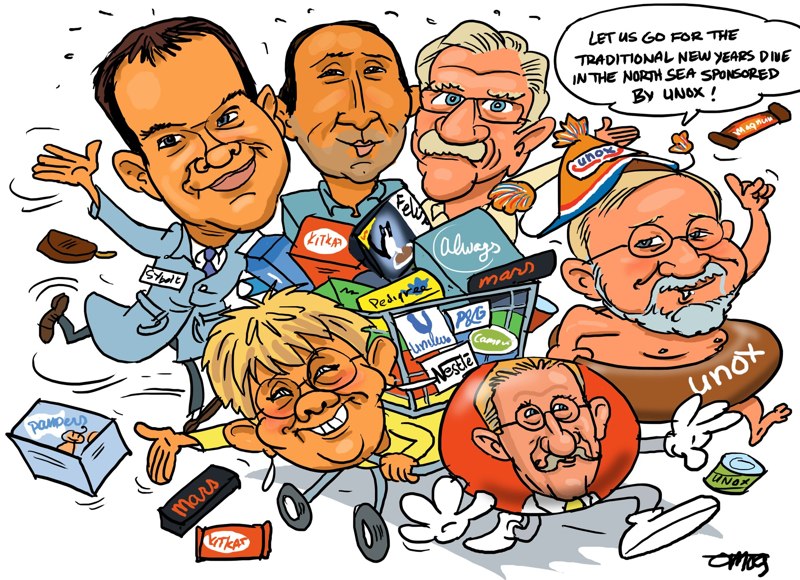 LET US GO FOR THE
TRADITIONAL NEW YEARS DIVE
IN THE NORTH SEA SPONSORED
BY UNOX!
Magnum
unox
Felix
KITKAT
Always
Sybolt
mars
Pedigree
P&G
Unilever
Nestlé
unox
pampers
mars
KITKAT
UNOX